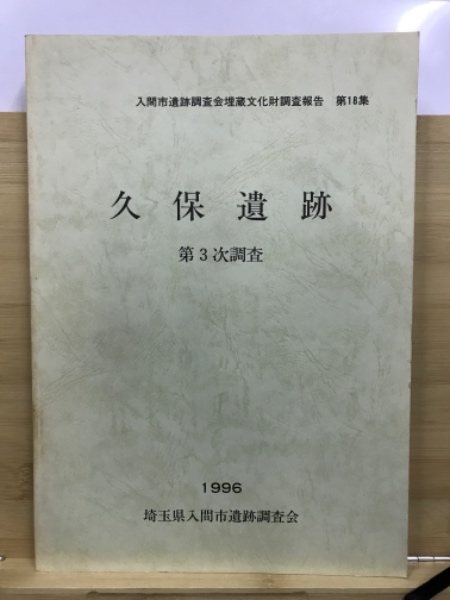 入間市遺跡調査会埋蔵文化財調査報告　第18集
久保遺跡
第3次調査
1996
埼玉県入間市遺跡調査会